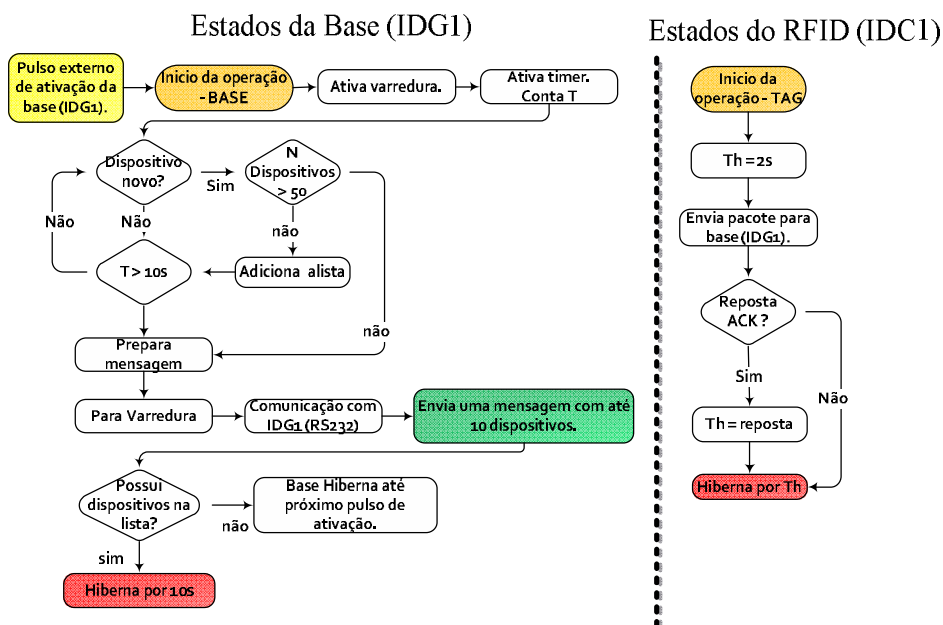 Estados da Base (IDG1)
Pulso externo
de ativação da
base (IDG1).
Inicio da operação
- BASE
Ativa varredura.
Ativa timer.
Conta T
Dispositivo
novo?
Sim
N
Dispositivos
> 50
Não
Não
não
T > 10s
Adiciona alista
não
Prepara
mensagem
Para Varredura
Comunicação com
IDG1 (RS232)
Envia uma mensagem com até
10 dispositivos.
Possui
dispositivos na
lista?
não
Base Hiberna até
próximo pulso de
ativação.
sim
Hiberna por 10s
Estados do RFID (IDC1)
Inicio da
operação - TAG
Th = 2s
Envia pacote para
base (IDG1).
Reposta
ACK ?
Sim
Não
Th = reposta
Hiberna por Th